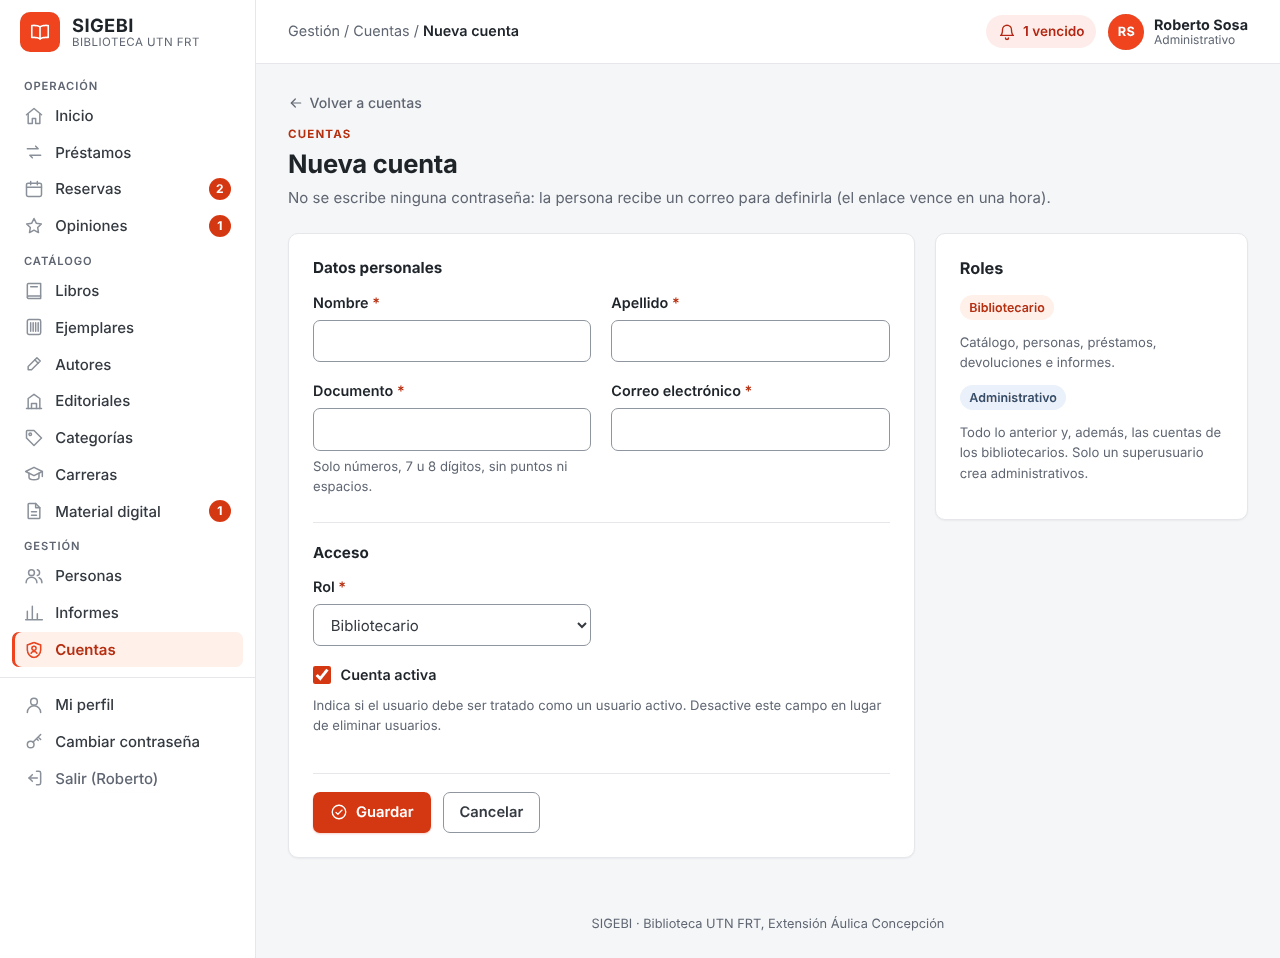 SIGEBI
BIBLIOTECA UTN FRT
OPERACIÓN
Inicio
Préstamos
Reservas 2
Opiniones 1
CATÁLOGO
Libros
Ejemplares
Autores
Editoriales
Categorías
Carreras
Material digital 1
GESTIÓN
Personas
Informes
Cuentas
Mi perfil
Cambiar contraseña
Salir (Roberto)
Gestión / Cuentas / Nueva cuenta
1 vencido
RS
Roberto Sosa
Administrativo
← Volver a cuentas
CUENTAS
Nueva cuenta
No se escribe ninguna contraseña: la persona recibe un correo para definirla (el enlace vence en una hora).
Datos personales
Nombre *
Apellido *
Documento *
Correo electrónico *
Solo números, 7 u 8 dígitos, sin puntos ni
espacios.
Acceso
Rol *
Bibliotecario
Cuenta activa
Indica si el usuario debe ser tratado como un usuario activo. Desactive este campo en lugar
de eliminar usuarios.
Guardar
Cancelar
Roles
Bibliotecario
Catálogo, personas, préstamos,
devoluciones e informes.
Administrativo
Todo lo anterior y, además, las cuentas de
los bibliotecarios. Solo un superusuario
crea administrativos.
SIGEBI · Biblioteca UTN FRT, Extensión Áulica Concepción